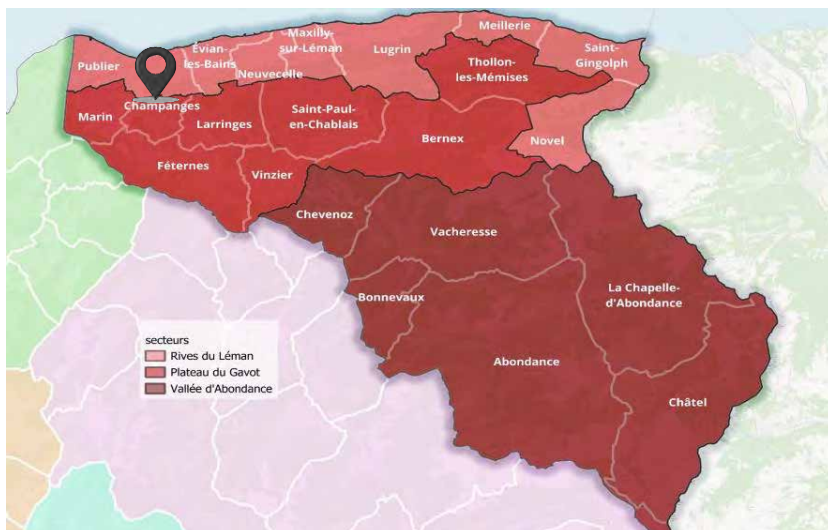 Meillerie
Maxilly-
sur-Léman
Évian-
les-Bains
Lugrin
Saint-
Gingolph
Publier
Neuvecelle
Thollon-
les-Mémises
Champanges
Marin
Larringes
Saint-Paul-
en-Chablais
Bernex
Novel
Féternes
Vinzier
Chevenoz
Vacheresse
Bonnevaux
La Chapelle-
d'Abondance
Abondance
Châtel
secteurs
Rives du Léman
Plateau du Gavot
Vallée d'Abondance